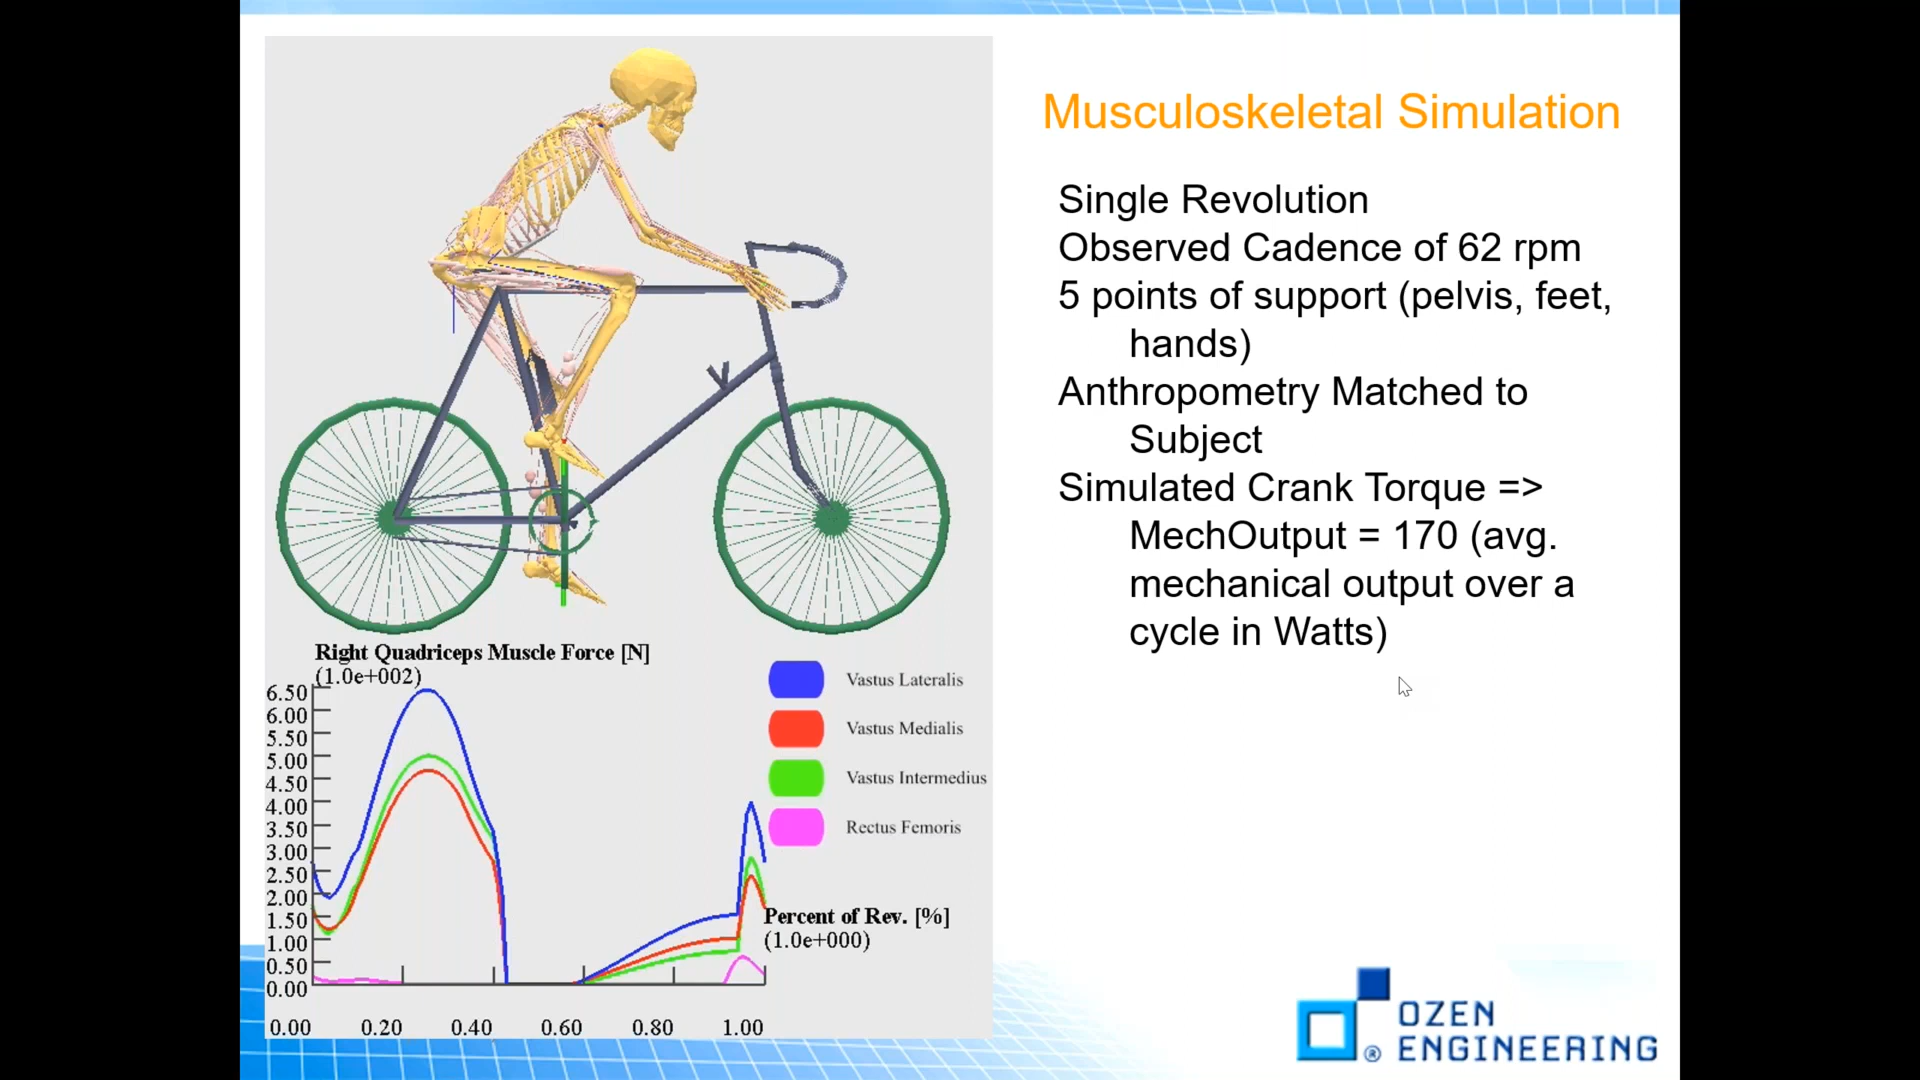 Musculoskeletal Simulation
Single Revolution
Observed Cadence of 62 rpm
5 points of support (pelvis, feet,
hands)
Anthropometry Matched to
Subject
Simulated Crank Torque =>
MechOutput = 170 (avg.
mechanical output over a
cycle in Watts)
Right Quadriceps Muscle Force [N]
(1.0e+002)
6.50
6.00
5.50
5.00
4.50
4.00
3.50
3.00
2.50
2.00
1.50
1.00
0.50
0.00
0.00 0.20 0.40 0.60 0.80 1.00
Vastus Lateralis
Vastus Medialis
Vastus Intermedius
Rectus Femoris
Percent of Rev. [%]
(1.0e+000)
OZEN
® ENGINEERING